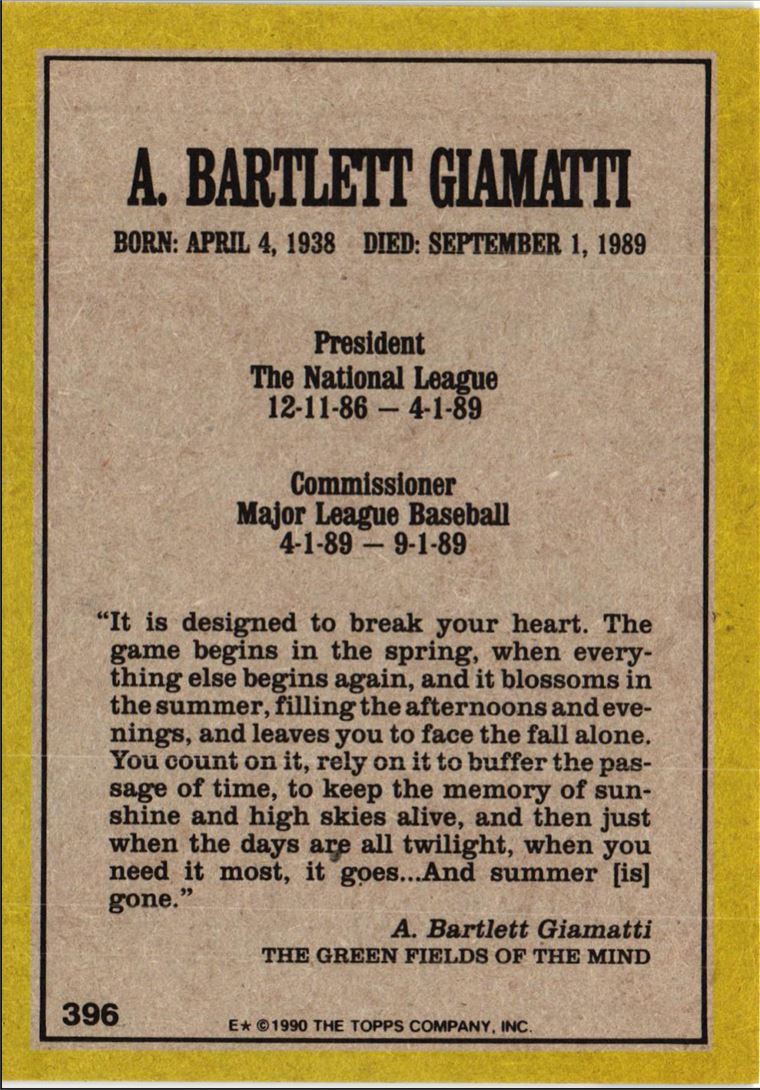 A. BARTLETT GIAMATTI
BORN: APRIL 4, 1938 DIED: SEPTEMBER 1, 1989
President
The National League
12-11-86 — 4-1-89
Commissioner
Major League Baseball
4-1-89 — 9-1-89
“It is designed to break your heart. The
game begins in the spring, when every-
thing else begins again, and it blossoms in
the summer, filling the afternoons and eve-
nings, and leaves you to face the fall alone.
You count on it, rely on it to buffer the pas-
sage of time, to keep the memory of sun-
shine and high skies alive, and then just
when the days are all twilight, when you
need it most, it goes...And summer [is]
gone.”
A. Bartlett Giamatti
THE GREEN FIELDS OF THE MIND
396
E★ ©1990 THE TOPPS COMPANY, INC.